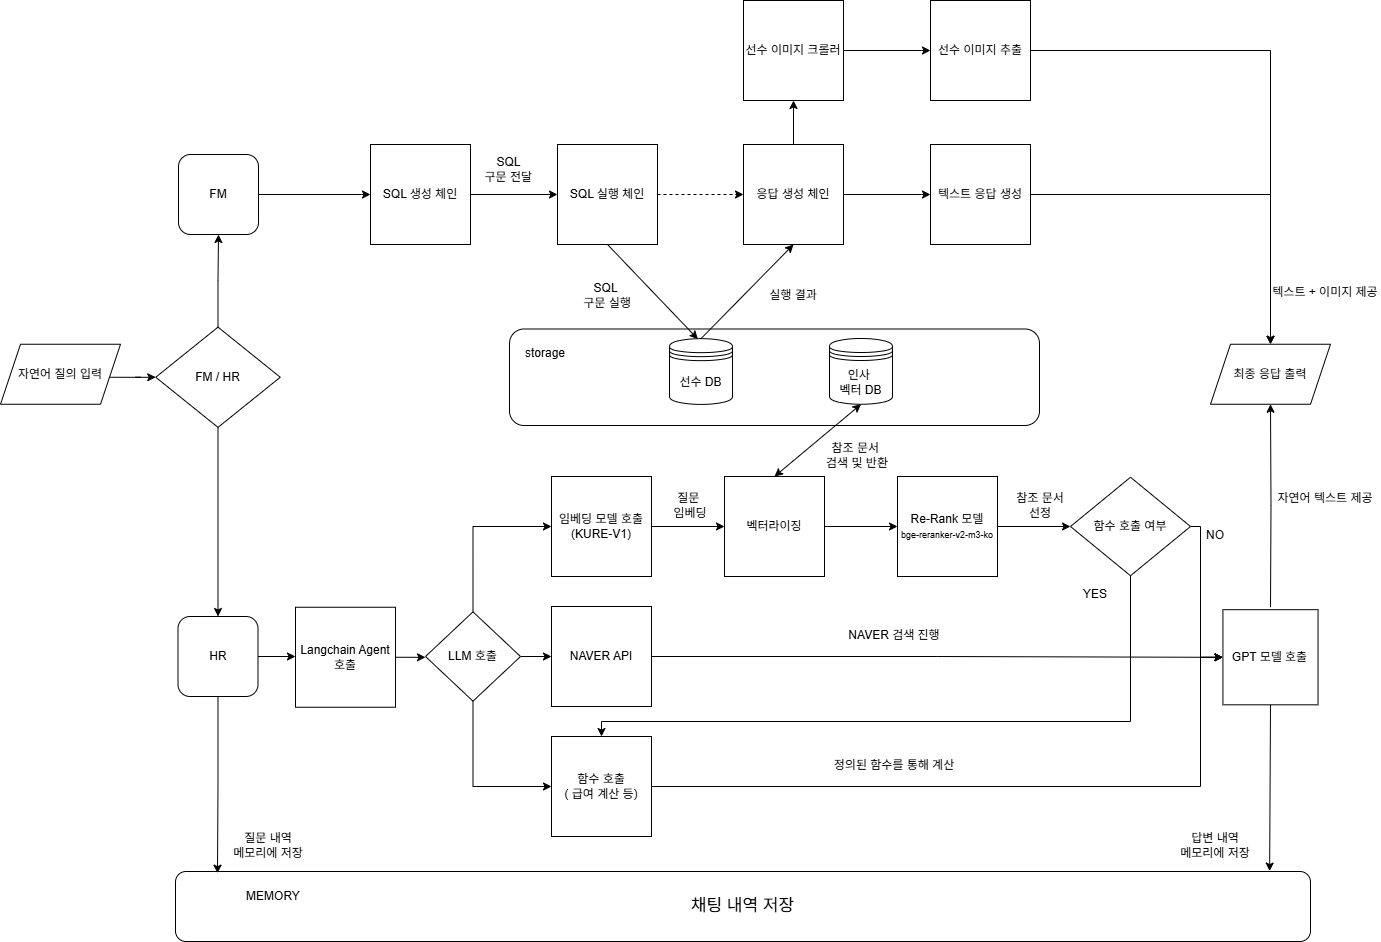 선수 이미지 크롤러
선수 이미지 추출
FM
SQL 생성 체인
SQL
구문 전달
SQL 실행 체인
응답 생성 체인
텍스트 응답 생성
SQL
구문 실행
실행 결과
텍스트 + 이미지 제공
자연어 질의 입력
FM / HR
storage
선수 DB
인사
벡터 DB
최종 응답 출력
참조 문서
검색 및 반환
임베딩 모델 호출
(KURE-V1)
질문
임베딩
벡터라이징
Re-Rank 모델
bge-reranker-v2-m3-ko
참조 문서
선정
함수 호출 여부
NO
YES
자연어 텍스트 제공
HR
Langchain Agent
호출
LLM 호출
NAVER API
NAVER 검색 진행
GPT 모델 호출
함수 호출
( 급여 계산 등)
정의된 함수를 통해 계산
질문 내역
메모리에 저장
답변 내역
메모리에 저장
MEMORY
채팅 내역 저장